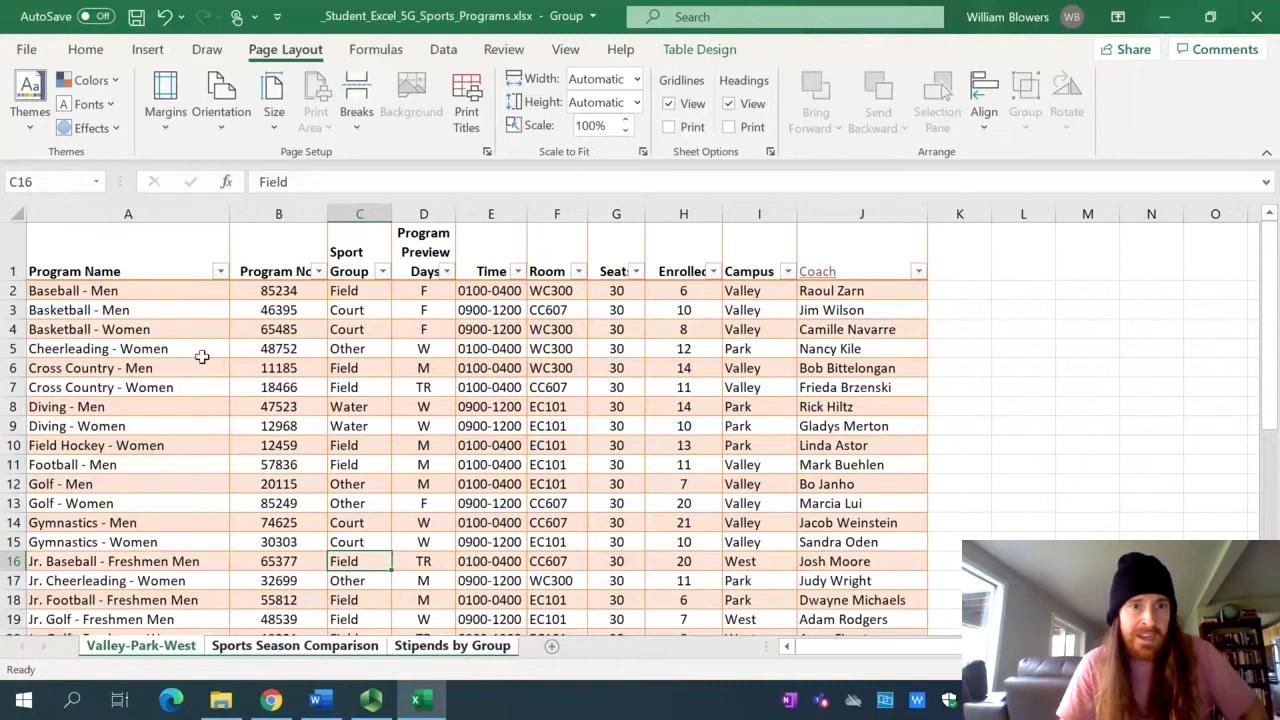 AutoSave Off _Student_Excel_5G_Sports_Programs.xlsx - Group Search William Blowers WB
File Home Insert Draw Page Layout Formulas Data Review View Help Table Design Share Comments
Themes Colors Fonts Effects Margins Orientation Size Print Area Breaks Background Print Titles Width: Automatic Height: Automatic Scale: 100% Gridlines View Print Headings View Print Bring Forward Send Backward Selection Pane Align Group Rotate
Themes Page Setup Scale to Fit Sheet Options Arrange
C16 fx Field
A B C D E F G H I J K L M N O
1 Program Name Program No Sport Group Program Preview Days Time Room Seats Enrolled Campus Coach
2 Baseball - Men 85234 Field F 0100-0400 WC300 30 6 Valley Raoul Zarn
3 Basketball - Men 46395 Court F 0900-1200 CC607 30 10 Valley Jim Wilson
4 Basketball - Women 65485 Court F 0900-1200 WC300 30 8 Valley Camille Navarre
5 Cheerleading - Women 48752 Other W 0100-0400 WC300 30 12 Park Nancy Kile
6 Cross Country - Men 11185 Field M 0100-0400 WC300 30 14 Valley Bob Bittelongan
7 Cross Country - Women 18466 Field TR 0100-0400 CC607 30 11 Valley Frieda Brzenski
8 Diving - Men 47523 Water W 0900-1200 EC101 30 14 Park Rick Hiltz
9 Diving - Women 12968 Water W 0900-1200 EC101 30 10 Park Gladys Merton
10 Field Hockey - Women 12459 Field M 0100-0400 EC101 30 13 Park Linda Astor
11 Football - Men 57836 Field M 0100-0400 EC101 30 11 Valley Mark Buehlen
12 Golf - Men 20115 Other M 0100-0400 EC101 30 7 Park Bo Janho
13 Golf - Women 85249 Other F 0900-1200 CC607 30 20 Valley Marcia Lui
14 Gymnastics - Men 74625 Court W 0100-0400 CC607 30 21 Valley Jacob Weinstein
15 Gymnastics - Women 30303 Court W 0900-1200 EC101 30 10 Valley Sandra Oden
16 Jr. Baseball - Freshmen Men 65377 Field TR 0100-0400 CC607 30 20 West Josh Moore
17 Jr. Cheerleading - Women 32699 Other M 0900-1200 WC300 30 11 Park Judy Wright
18 Jr. Football - Freshmen Men 55812 Field M 0100-0400 EC101 30 6 Park Dwayne Michaels
19 Jr. Golf - Freshmen Men 48539 Field M 0900-1200 EC101 30 7 West Adam Rodgers
Valley-Park-West Sports Season Comparison Stipends by Group
Ready